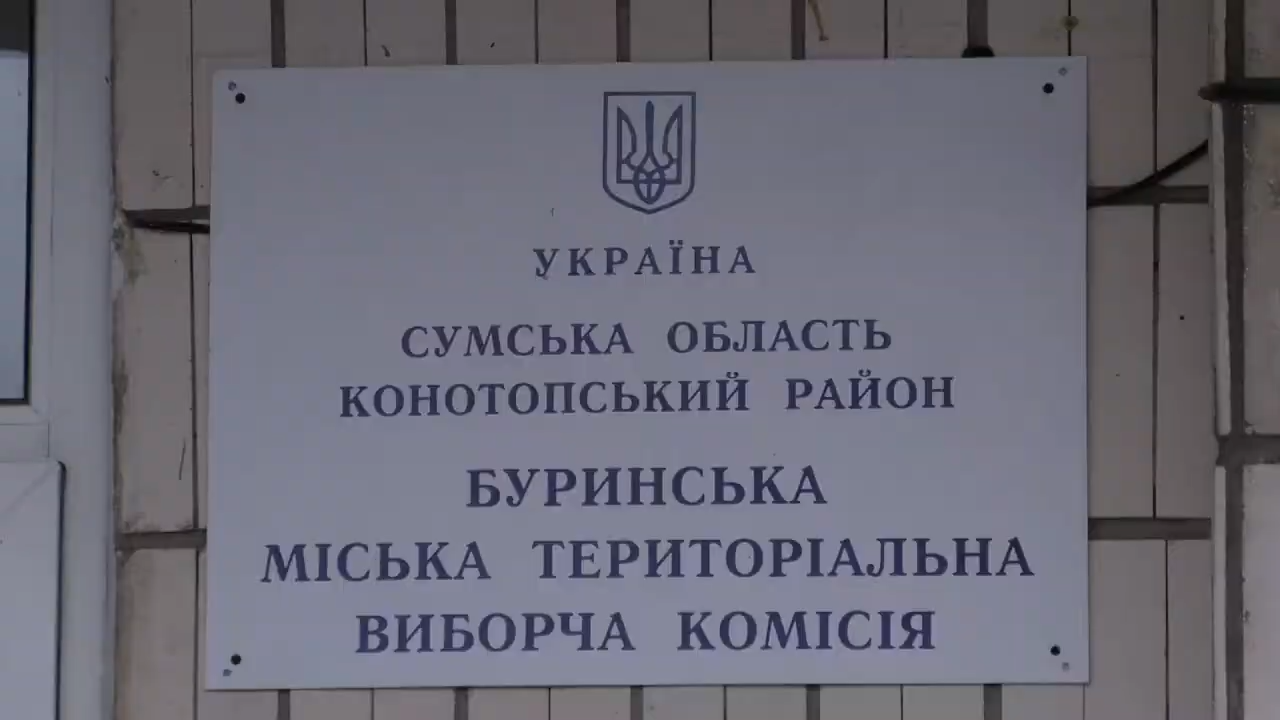 УКРАЇНА
СУМСЬКА ОБЛАСТЬ
КОНОТОПСЬКИЙ РАЙОН
БУРИНСЬКА
МІСЬКА ТЕРИТОРІАЛЬНА
ВИБОРЧА КОМІСІЯ